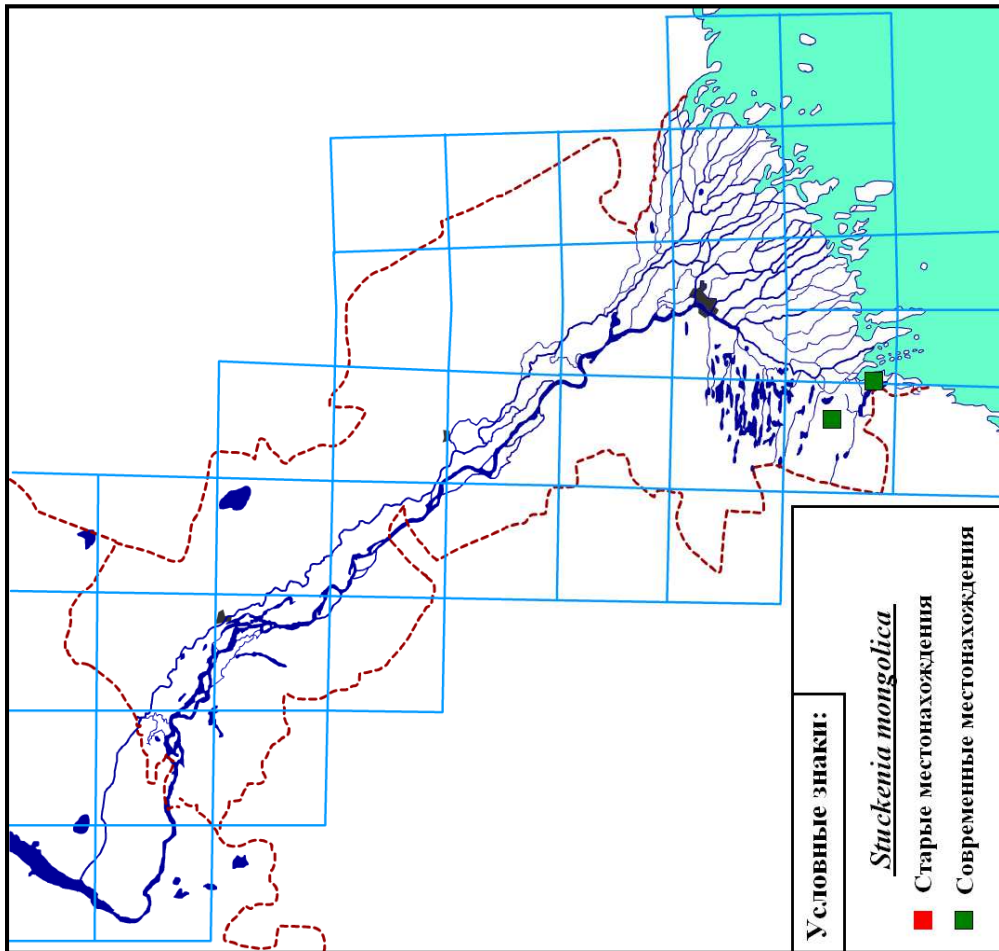 Условные знаки:
Stuckenia mongolica
Старые местонахождения
Современные местонахождения